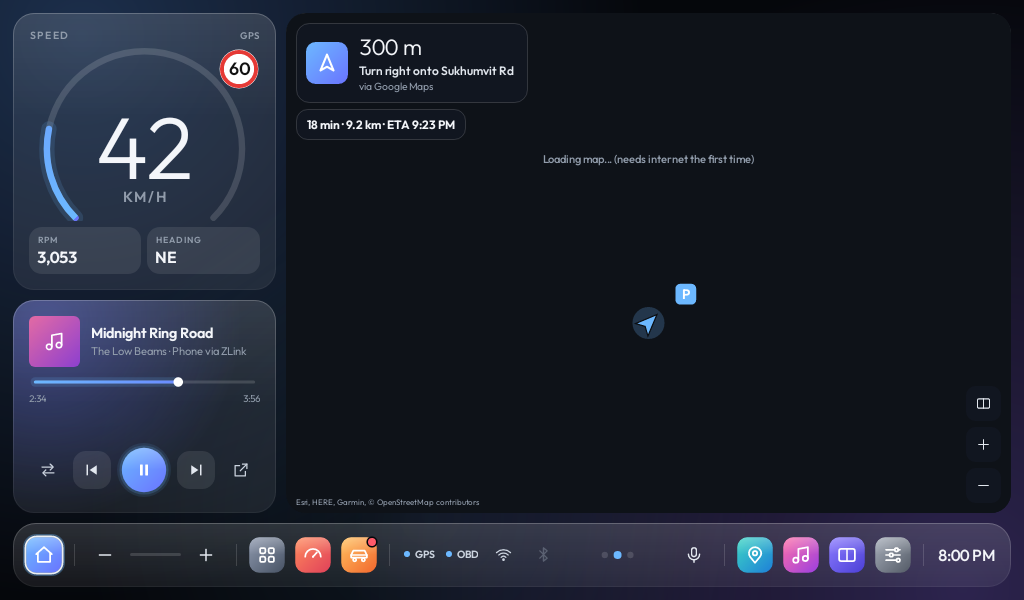 SPEED
GPS
60
42
KM/H
RPM
3,053
HEADING
NE
Midnight Ring Road
The Low Beams · Phone via ZLink
2:34
3:56
300 m
Turn right onto Sukhumvit Rd
via Google Maps
18 min · 9.2 km · ETA 9:23 PM
Loading map... (needs internet the first time)
P
Esri, HERE, Garmin, © OpenStreetMap contributors
GPS
OBD
8:00 PM